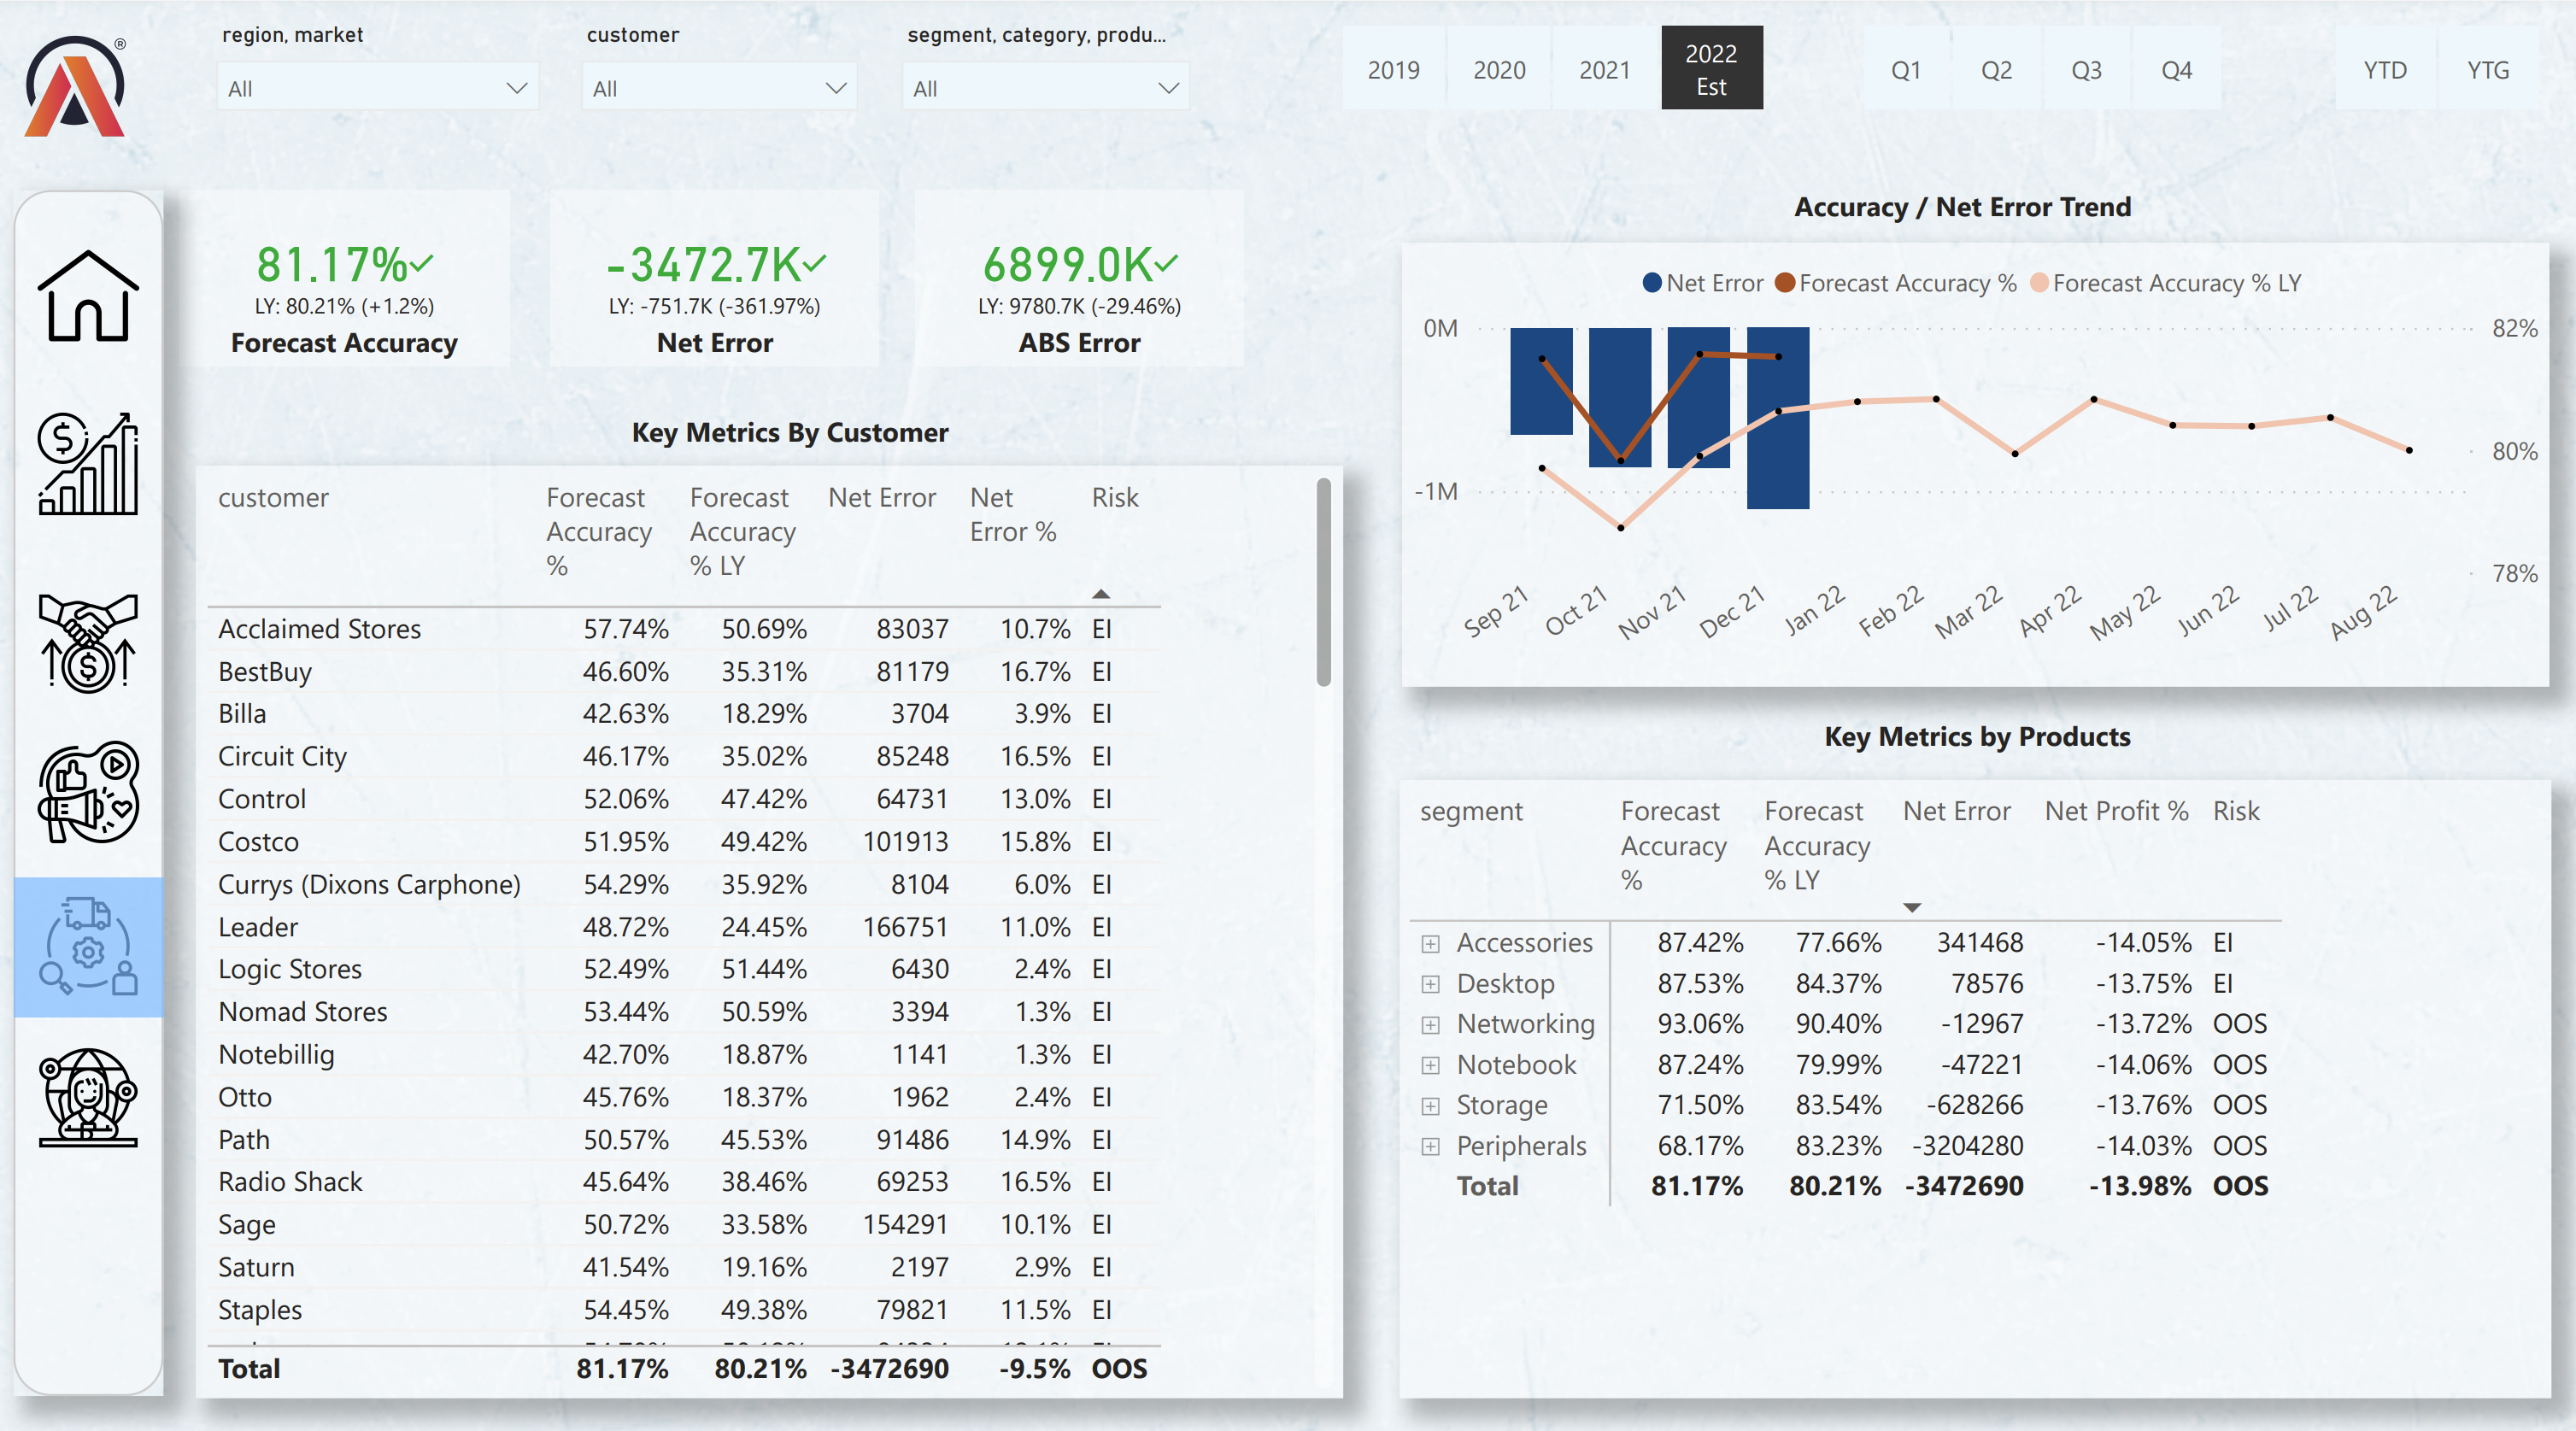 region, market
customer
segment, category, produ...
All
All
All
2019
2020
2021
2022
Est
Q1
Q2
Q3
Q4
YTD
YTG
®
81.17%
LY: 80.21% (+1.2%)
Forecast Accuracy
-3472.7K
LY: -751.7K (-361.97%)
Net Error
6899.0K
LY: 9780.7K (-29.46%)
ABS Error
Key Metrics By Customer
customer Forecast Accuracy % Forecast Accuracy % LY Net Error Net Error % Risk
Acclaimed Stores 57.74% 50.69% 83037 10.7% EI
BestBuy 46.60% 35.31% 81179 16.7% EI
Billa 42.63% 18.29% 3704 3.9% EI
Circuit City 46.17% 35.02% 85248 16.5% EI
Control 52.06% 47.42% 64731 13.0% EI
Costco 51.95% 49.42% 101913 15.8% EI
Currys (Dixons Carphone) 54.29% 35.92% 8104 6.0% EI
Leader 48.72% 24.45% 166751 11.0% EI
Logic Stores 52.49% 51.44% 6430 2.4% EI
Nomad Stores 53.44% 50.59% 3394 1.3% EI
Notebillig 42.70% 18.87% 1141 1.3% EI
Otto 45.76% 18.37% 1962 2.4% EI
Path 50.57% 45.53% 91486 14.9% EI
Radio Shack 45.64% 38.46% 69253 16.5% EI
Sage 50.72% 33.58% 154291 10.1% EI
Saturn 41.54% 19.16% 2197 2.9% EI
Staples 54.45% 49.38% 79821 11.5% EI
Total 81.17% 80.21% -3472690 -9.5% OOS
Accuracy / Net Error Trend
Net Error Forecast Accuracy % Forecast Accuracy % LY
0M
-1M
82%
80%
78%
Sep 21
Oct 21
Nov 21
Dec 21
Jan 22
Feb 22
Mar 22
Apr 22
May 22
Jun 22
Jul 22
Aug 22
Key Metrics by Products
segment Forecast Accuracy % Forecast Accuracy % LY Net Error Net Profit % Risk
Accessories 87.42% 77.66% 341468 -14.05% EI
Desktop 87.53% 84.37% 78576 -13.75% EI
Networking 93.06% 90.40% -12967 -13.72% OOS
Notebook 87.24% 79.99% -47221 -14.06% OOS
Storage 71.50% 83.54% -628266 -13.76% OOS
Peripherals 68.17% 83.23% -3204280 -14.03% OOS
Total 81.17% 80.21% -3472690 -13.98% OOS